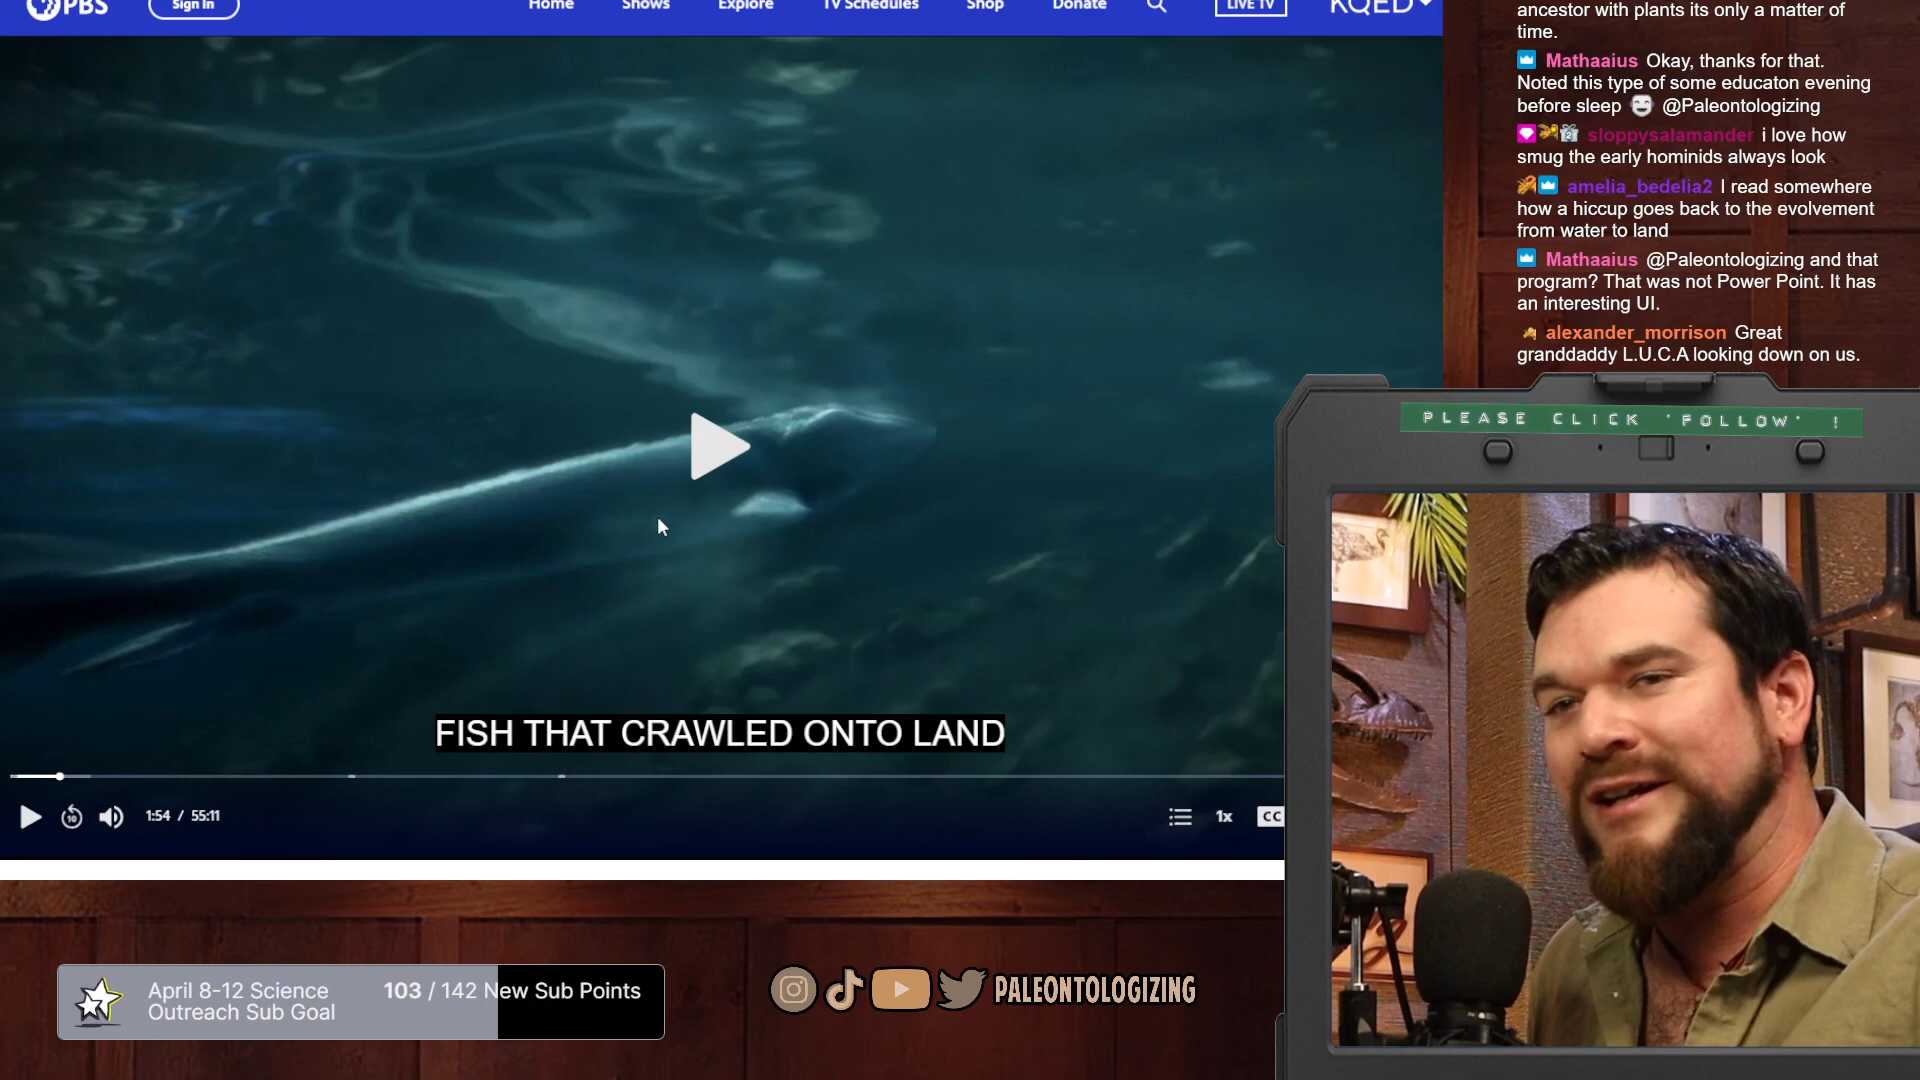 PBS
Sign In
Home
Shows
Explore
TV Schedules
Shop
Donate
LIVE TV
KQED
FISH THAT CRAWLED ONTO LAND
10
1:54 / 55:11
1x
CC
ancestor with plants its only a matter of
time.
Mathaaius Okay, thanks for that.
Noted this type of some educaton evening
before sleep @Paleontologizing
sloppysalamander i love how
smug the early hominids always look
amelia_bedelia2 I read somewhere
how a hiccup goes back to the evolvement
from water to land
Mathaaius @Paleontologizing and that
program? That was not Power Point. It has
an interesting UI.
alexander_morrison Great
granddaddy L.U.C.A looking down on us.
PLEASE CLICK "FOLLOW" !
April 8-12 Science
Outreach Sub Goal
103 / 142 New Sub Points
PALEONTOLOGIZING